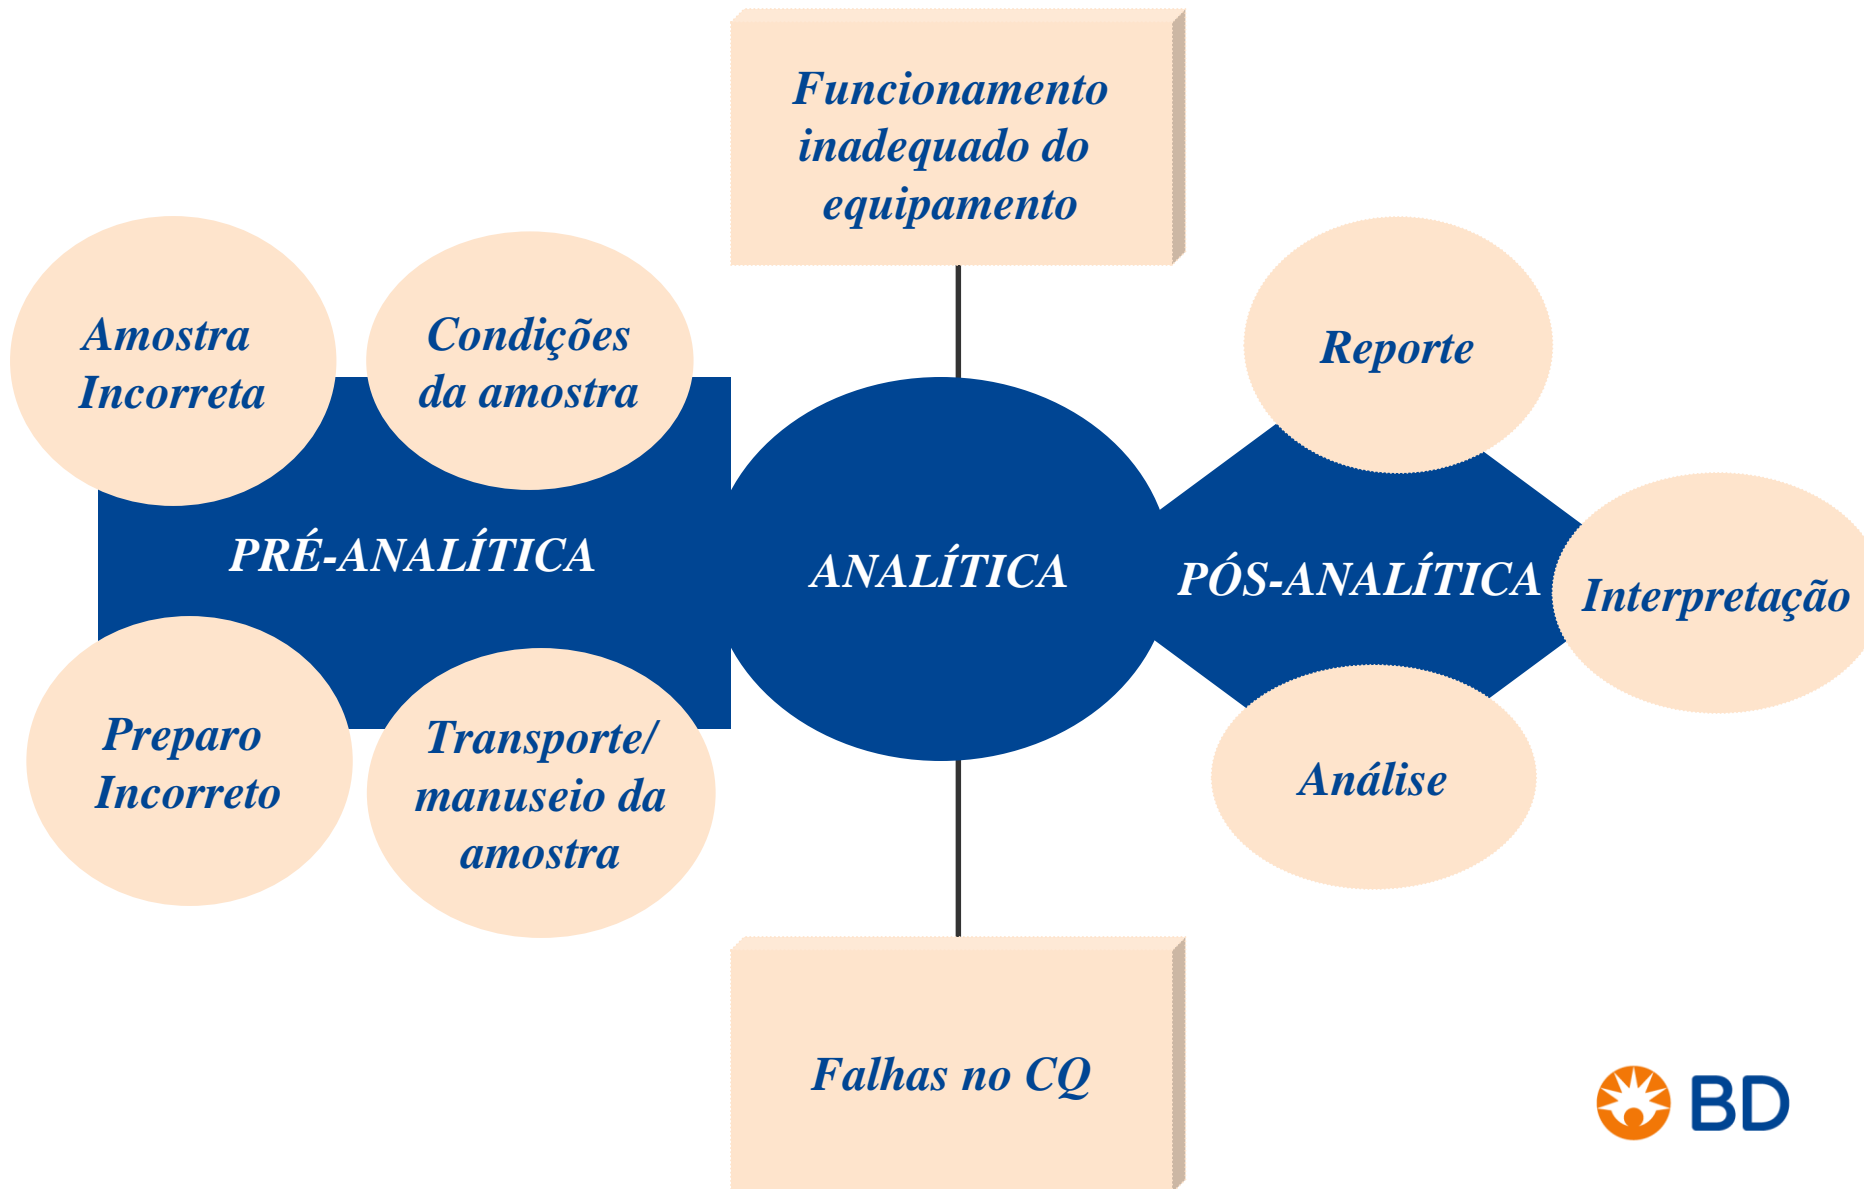 Funcionamento
inadequado do
equipamento
Amostra
Incorreta
Condições
da amostra
Reporte
PRÉ-ANALÍTICA
ANALÍTICA
PÓS-ANALÍTICA
Interpretação
Preparo
Incorreto
Transporte/
manuseio da
amostra
Análise
Falhas no CQ
BD